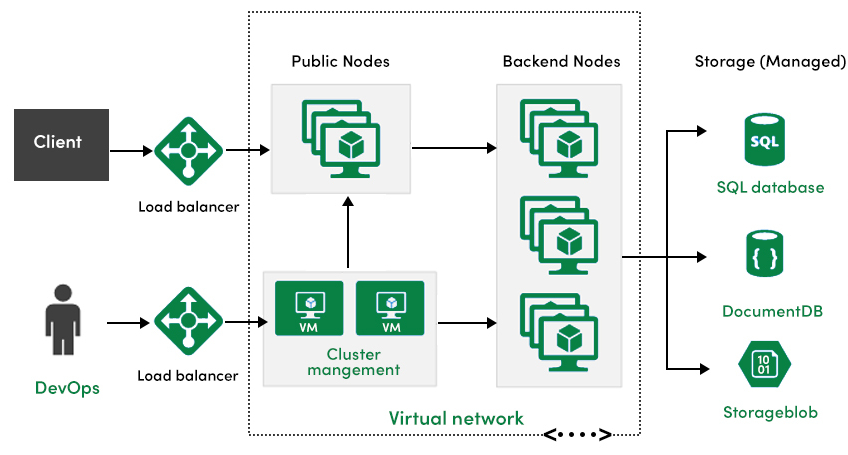 Public Nodes
Backend Nodes
Storage (Managed)
Client
Load balancer
SQL
SQL database
{ }
DocumentDB
VM
VM
Cluster
mangement
DevOps
Load balancer
10
01
Storageblob
Virtual network